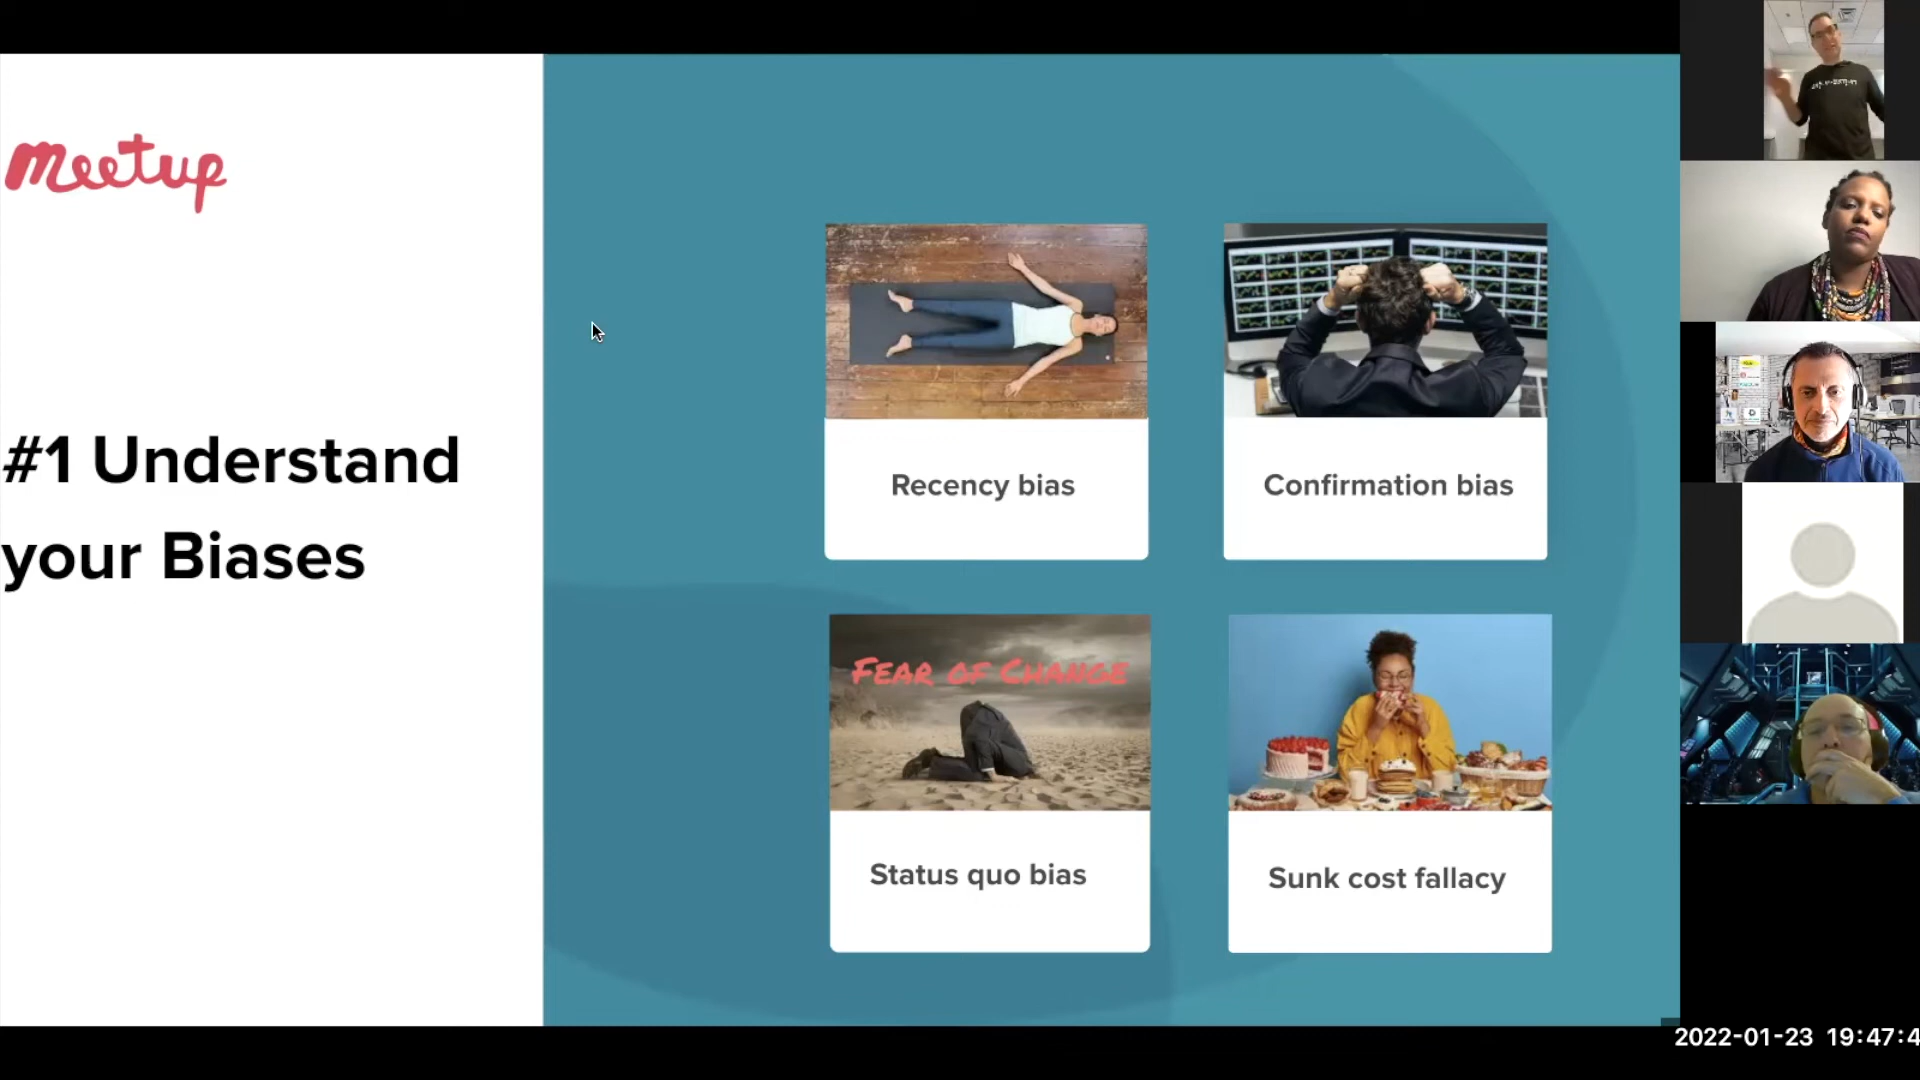 meetup
#1 Understand
your Biases
Recency bias
Confirmation bias
FEAR OF CHANGE
Status quo bias
Sunk cost fallacy
2022-01-23 19:47:4